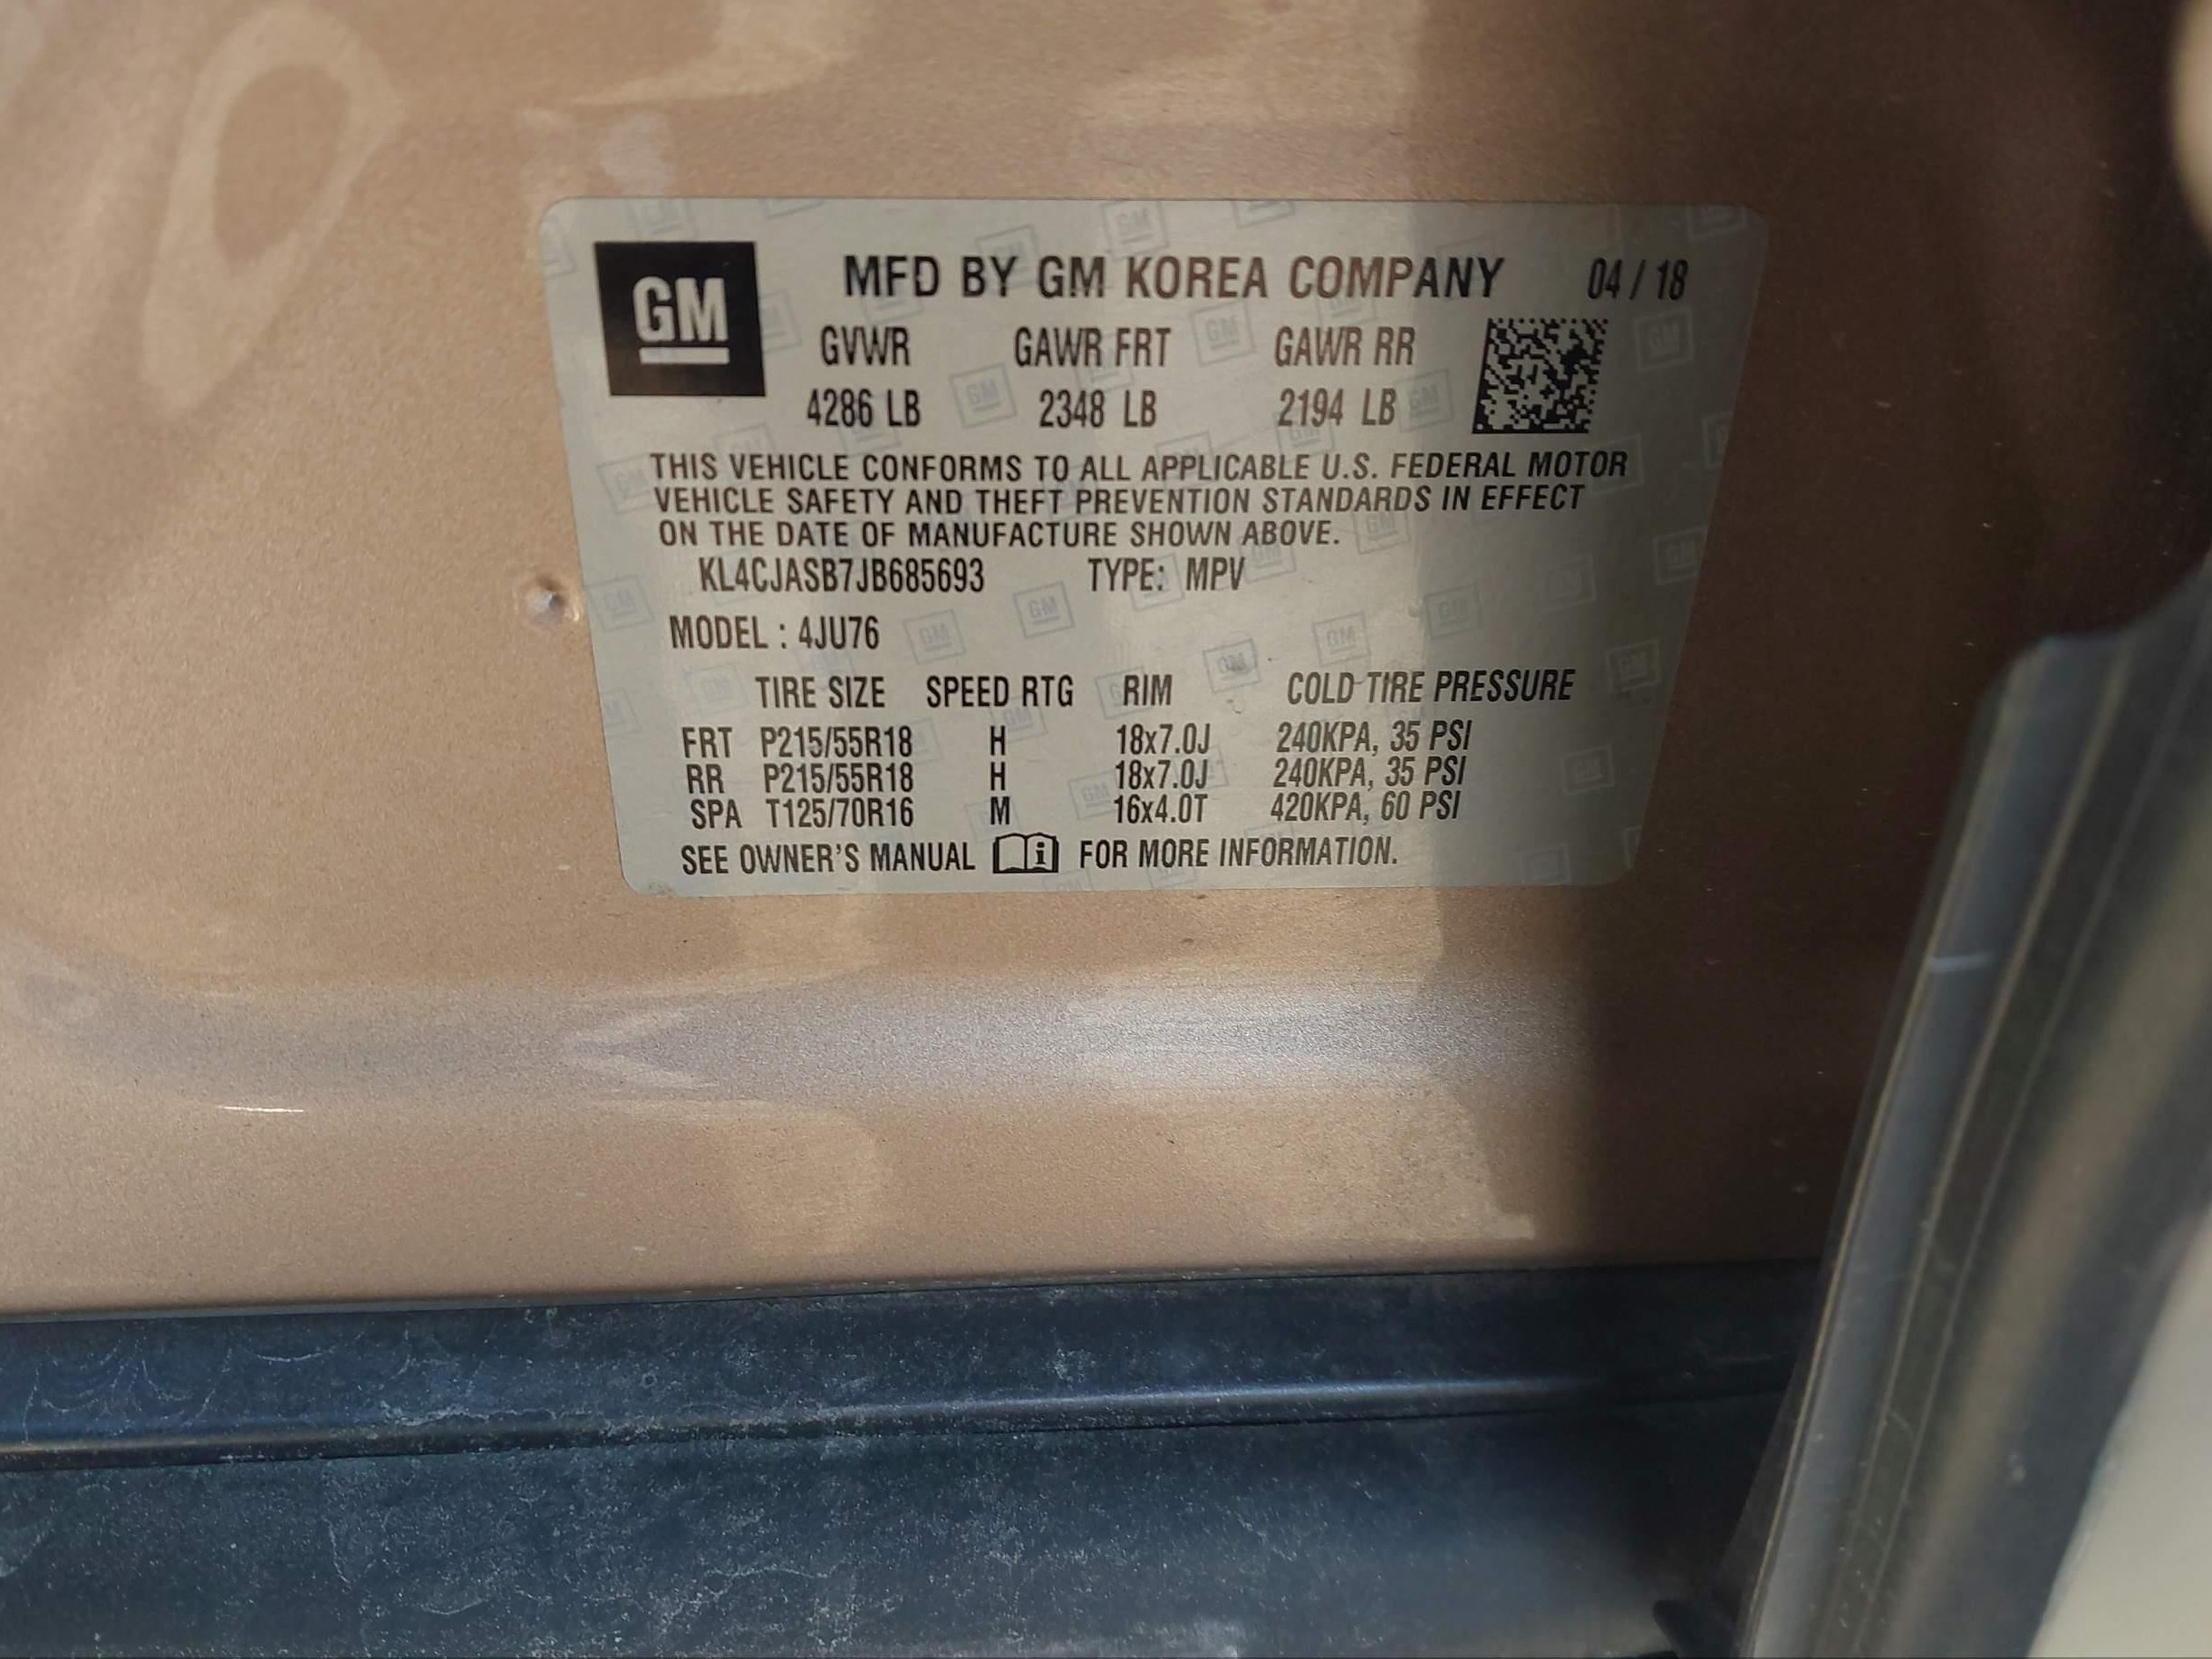 GM
MFD BY GM KOREA COMPANY 04 / 18
GVWR GAWR FRT GAWR RR
4286 LB 2348 LB 2194 LB
THIS VEHICLE CONFORMS TO ALL APPLICABLE U.S. FEDERAL MOTOR
VEHICLE SAFETY AND THEFT PREVENTION STANDARDS IN EFFECT
ON THE DATE OF MANUFACTURE SHOWN ABOVE.
KL4CJASB7JB685693 TYPE: MPV
MODEL : 4JU76
TIRE SIZE SPEED RTG RIM COLD TIRE PRESSURE
FRT P215/55R18 H 18x7.0J 240KPA, 35 PSI
RR P215/55R18 H 18x7.0J 240KPA, 35 PSI
SPA T125/70R16 M 16x4.0T 420KPA, 60 PSI
SEE OWNER'S MANUAL FOR MORE INFORMATION.